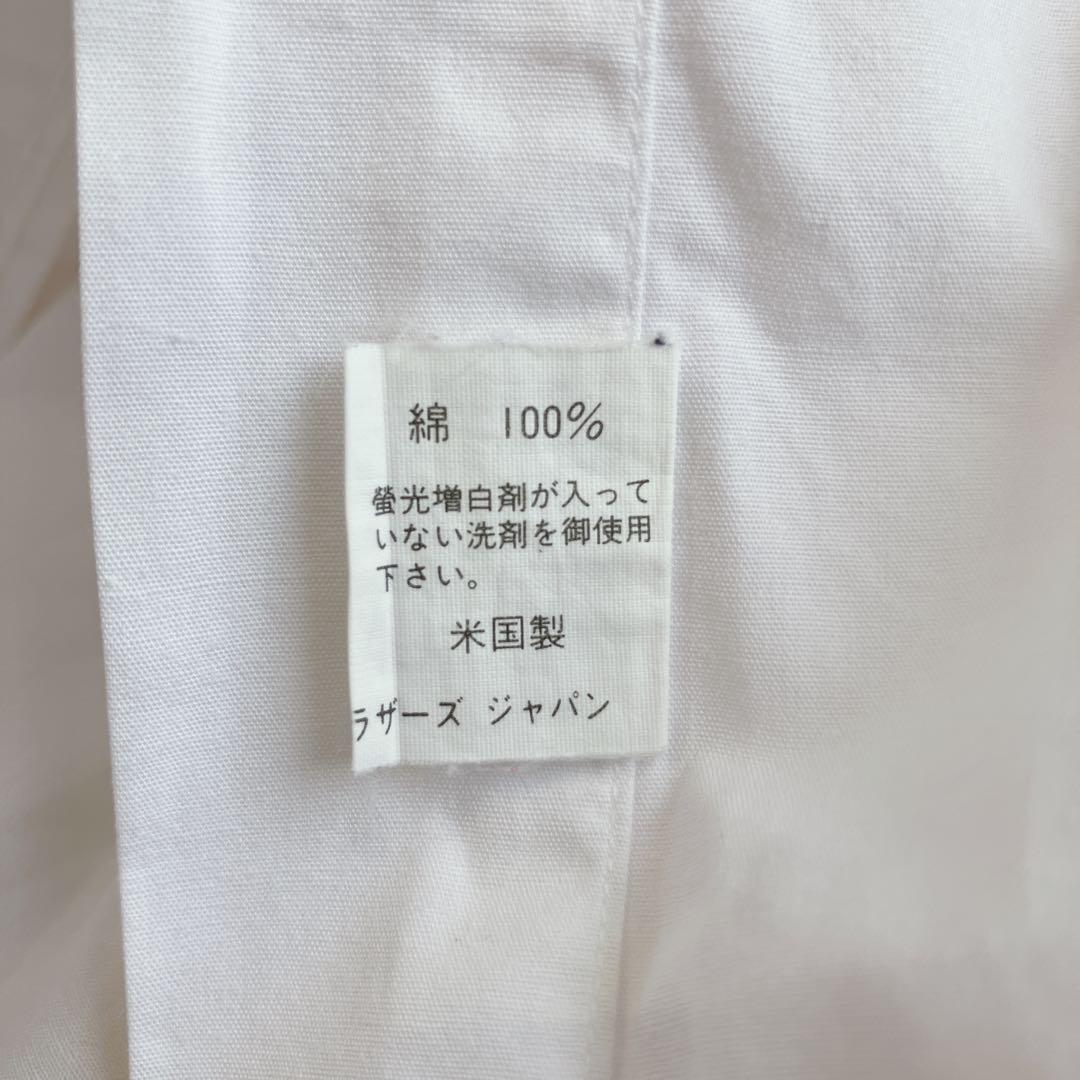 綿 100%
螢光増白剤が入って
いない洗剤を御使用
下さい。
米国製
ラザーズ ジャパン